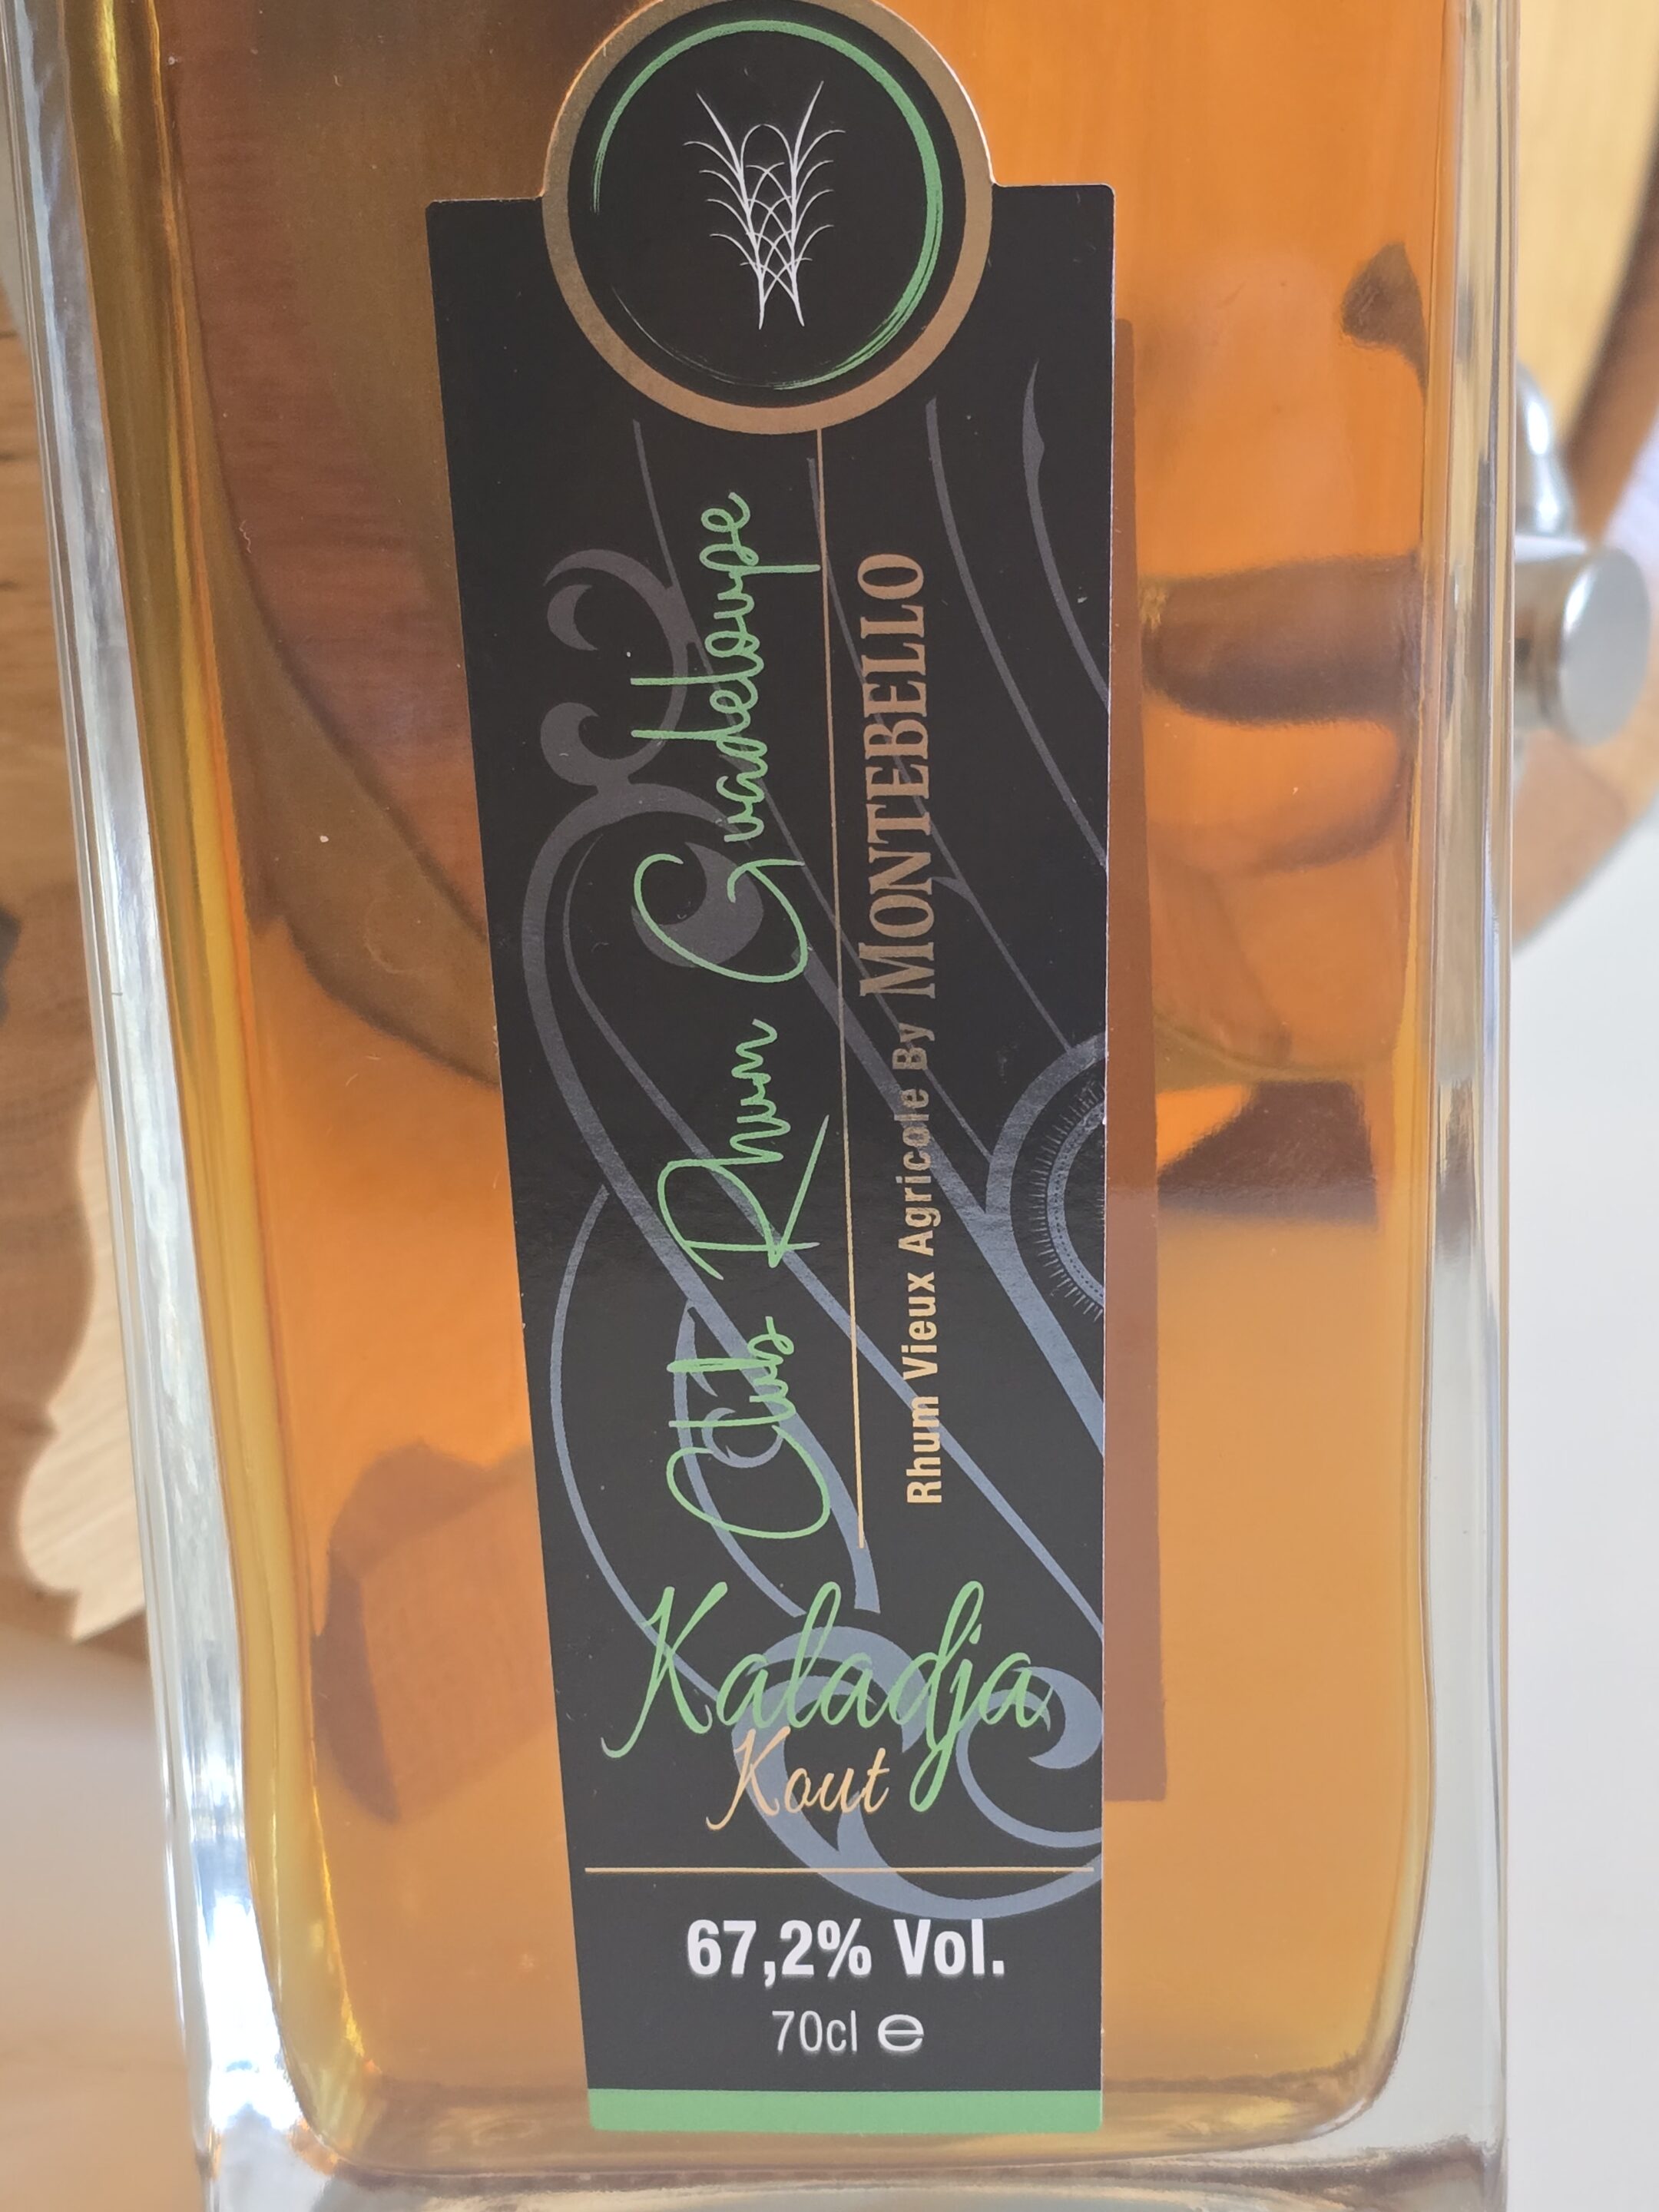 Club Rhum Guadeloupe
Rhum Vieux Agricole By MONTEBELLO
Kaladja
Kout
67,2% Vol.
70cl e